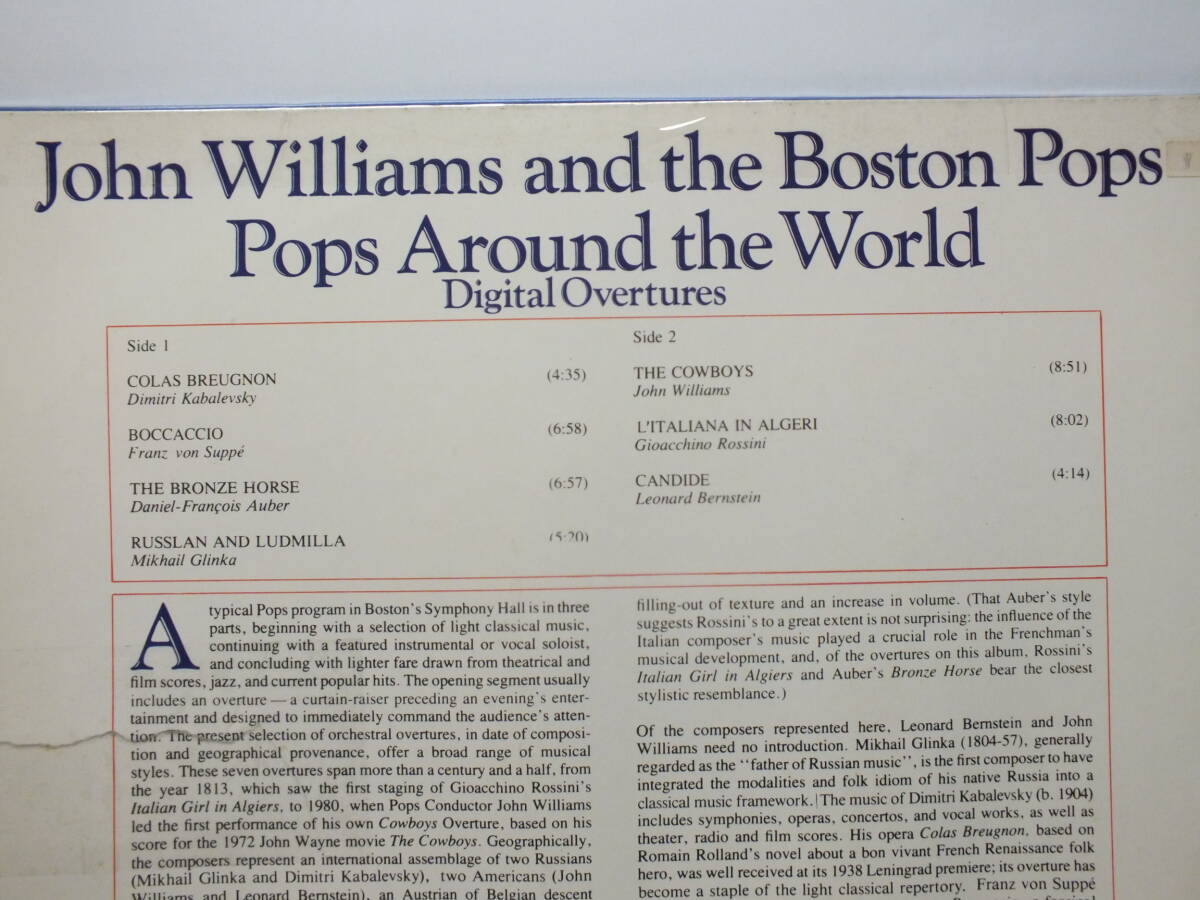 John Williams and the Boston Pops
Pops Around the World
Digital Overtures
Side 1
COLAS BREUGNON (4:35)
Dimitri Kabalevsky
BOCCACCIO (6:58)
Franz von Suppé
THE BRONZE HORSE (6:57)
Daniel-François Auber
RUSSLAN AND LUDMILLA (5:20)
Mikhail Glinka
Side 2
THE COWBOYS (8:51)
John Williams
L'ITALIANA IN ALGERI (8:02)
Gioacchino Rossini
CANDIDE (4:14)
Leonard Bernstein
A typical Pops program in Boston's Symphony Hall is in three
parts, beginning with a selection of light classical music,
continuing with a featured instrumental or vocal soloist,
and concluding with lighter fare drawn from theatrical and
film scores, jazz, and current popular hits. The opening segment usually
includes an overture — a curtain-raiser preceding an evening's enter-
tainment and designed to immediately command the audience's atten-
tion. The present selection of orchestral overtures, in date of composi-
tion and geographical provenance, offer a broad range of musical
styles. These seven overtures span more than a century and a half, from
the year 1813, which saw the first staging of Gioacchino Rossini's
Italian Girl in Algiers, to 1980, when Pops Conductor John Williams
led the first performance of his own Cowboys Overture, based on his
score for the 1972 John Wayne movie The Cowboys. Geographically,
the composers represent an international assemblage of two Russians
(Mikhail Glinka and Dimitri Kabalevsky), two Americans (John
Williams and Leonard Bernstein), an Austrian of Belgian descent
filling-out of texture and an increase in volume. (That Auber's style
suggests Rossini's to a great extent is not surprising: the influence of the
Italian composer's music played a crucial role in the Frenchman's
musical development, and, of the overtures on this album, Rossini's
Italian Girl in Algiers and Auber's Bronze Horse bear the closest
stylistic resemblance.)
Of the composers represented here, Leonard Bernstein and John
Williams need no introduction. Mikhail Glinka (1804-57), generally
regarded as the "father of Russian music", is the first composer to have
integrated the modalities and folk idiom of his native Russia into a
classical music framework. The music of Dimitri Kabalevsky (b. 1904)
includes symphonies, operas, concertos, and vocal works, as well as
theater, radio and film scores. His opera Colas Breugnon, based on
Romain Rolland's novel about a bon vivant French Renaissance folk
hero, was well received at its 1938 Leningrad premiere; its overture has
become a staple of the light classical repertory. Franz von Suppé